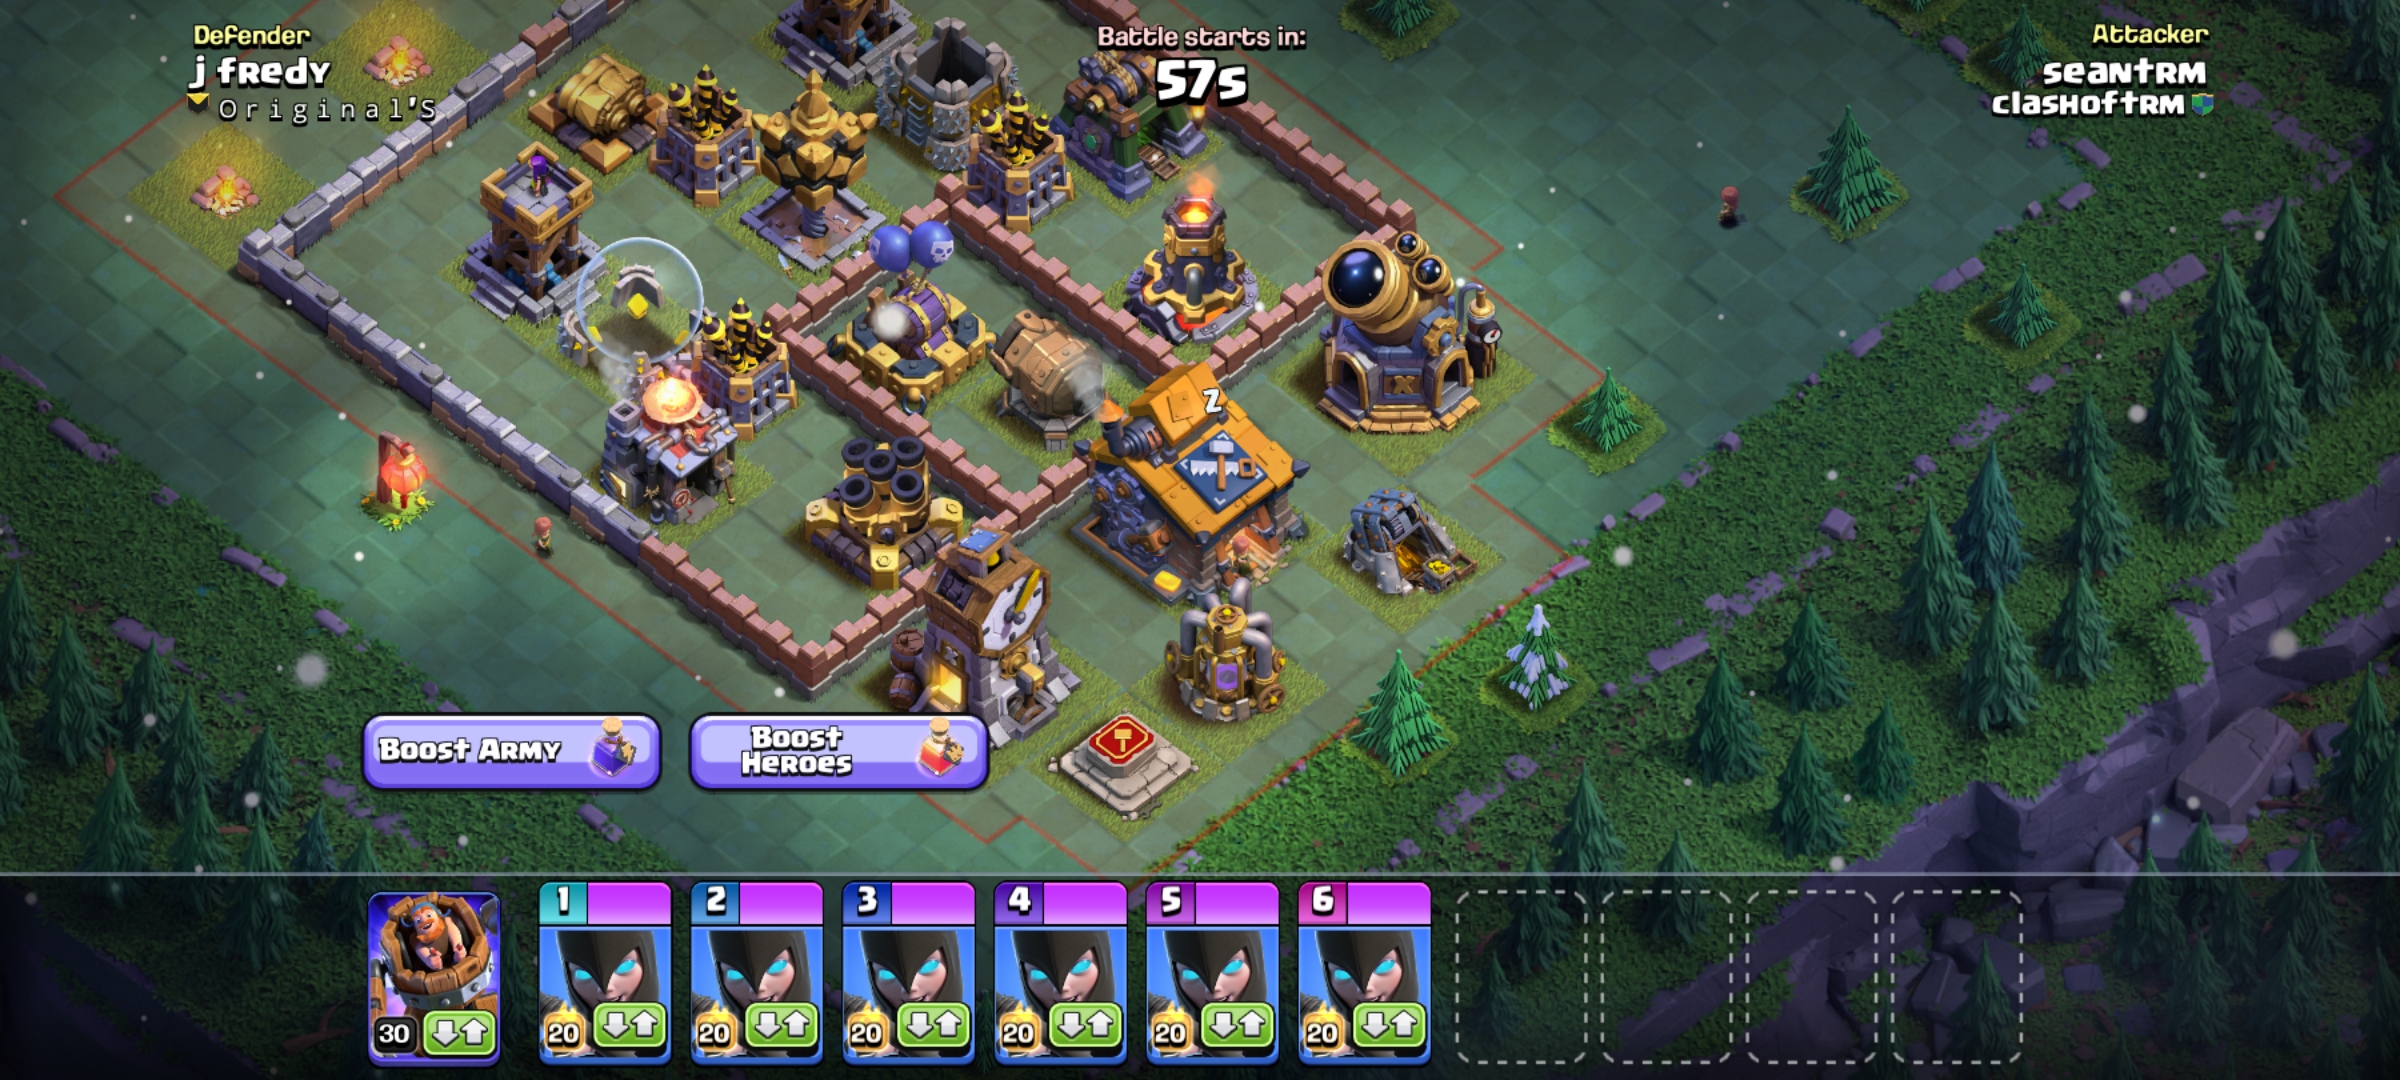 Defender
j fredy
Original'S
Battle starts in:
57s
Attacker
seantRM
clashoftRM
z
Boost Army
Boost
Heroes
1
2
3
4
5
6
30
20
20
20
20
20
20